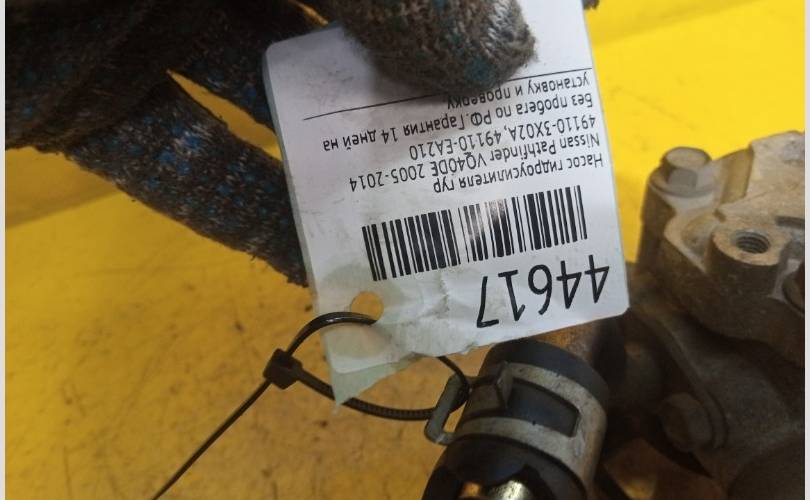 44617
Насос гидроусилителя гур
Nissan Pathfinder VQ40DE 2005-2014
49110-3X02A, 49110-EA210
Без пробега по РФ. Гарантия 14 дней на
установку и проверку